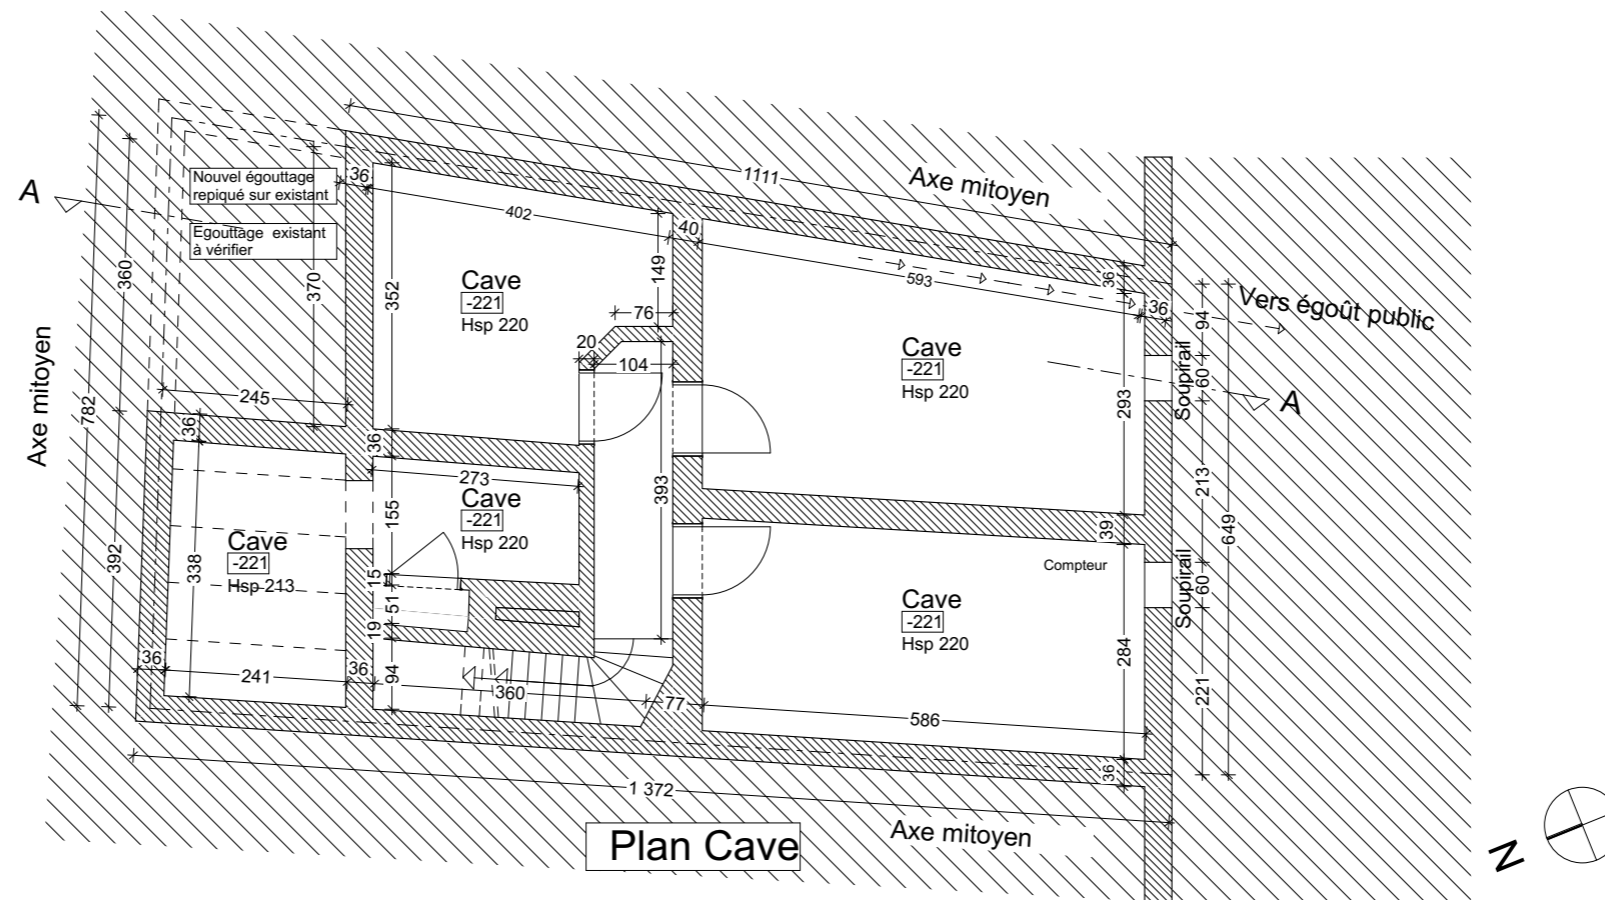 1111
Axe mitoyen
A
Nouvel égouttage
repiqué sur existant
Egouttage existant
à vérifier
36
402
40
593
36
36
Vers égoût public
360
370
352
149
Cave
-221
Hsp 220
76
20
104
Cave
-221
Hsp 220
94
60
Soupirail
A
293
Axe mitoyen
782
245
36
36
273
393
213
649
Cave
-221
Hsp 220
155
Cave
-221
Hsp 213
392
338
39
Compteur
Soupirail
60
15
51
19
Cave
-221
Hsp 220
284
221
36
241
36
94
360
77
586
36
1 372
Axe mitoyen
Plan Cave
N